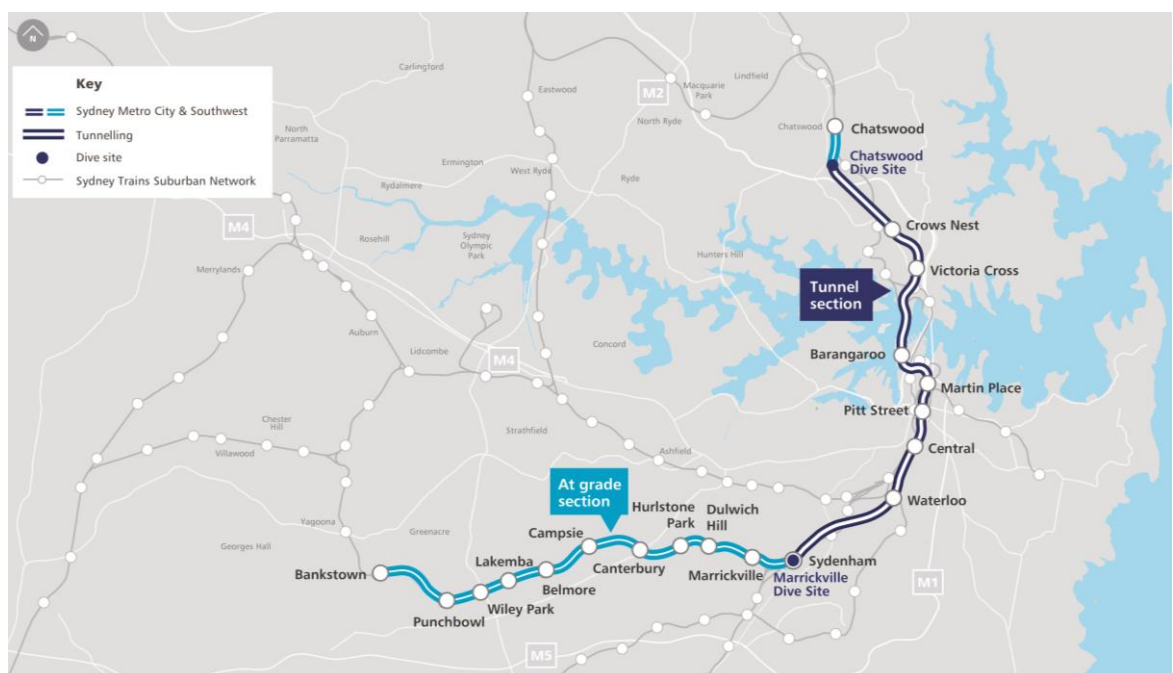 N
Key
Sydney Metro City & Southwest
Tunnelling
Dive site
Sydney Trains Suburban Network
Carlingford
Eastwood
M2
Macquarie
Park
Lindfield
North Ryde
Chatswood
Chatswood
Chatswood
Dive Site
North
Parramatta
Ermington
West Ryde
Rydalmere
Ryde
M4
Rosehill
Sydney
Olympic
Park
Hunters Hill
Crows Nest
Victoria Cross
Tunnel
section
Merrylands
Auburn
Lidcombe
M4
Concord
Barangaroo
Martin Place
Pitt Street
Chester
Hill
Villawood
Strathfield
Ashfield
Central
At grade
section
Waterloo
Yagoona
Greenacre
Georges Hall
Campsie
Hurlstone
Park
Dulwich
Hill
Bankstown
Lakemba
Canterbury
Marrickville
Sydenham
Marrickville
Dive Site
M1
Belmore
Wiley Park
Punchbowl
M5